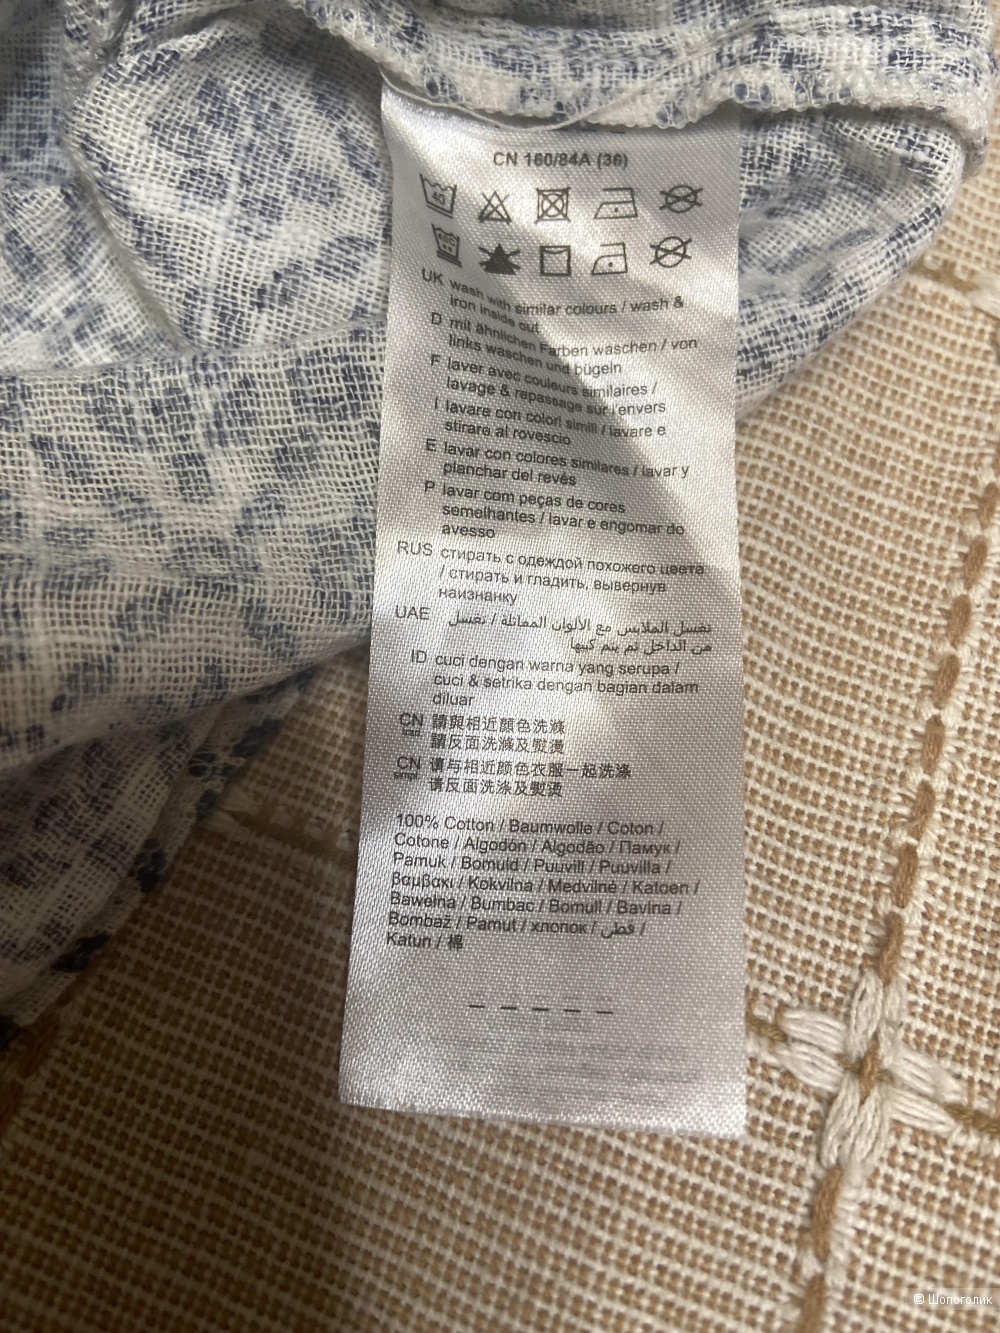 CN 160/84A (36)
40
UK wash with similar colours / wash &
iron inside out
D mit ähnlichen Farben waschen / von
links waschen und bügeln
F laver avec couleurs similaires /
lavage & repassage sur l'envers
I lavare con colori simili / lavare e
stirare al rovescio
E lavar con colores similares / lavar y
planchar del revés
P lavar com peças de cores
semelhantes / lavar e engomar do
avesso
RUS стирать с одеждой похожего цвета
/ стирать и гладить, вывернув
наизнанку
UAE تغسل الملابس مع الألوان المماثلة / تغسل
من الداخل ثم يتم كيها
ID cuci dengan warna yang serupa /
cuci & setrika dengan bagian dalam
diluar
CN 請與相近顏色洗滌
trad 請反面洗滌及熨燙
CN 请与相近颜色衣服一起洗涤
simpl 请反面洗涤及熨烫
100% Cotton / Baumwolle / Coton /
Cotone / Algodón / Algodão / Памук /
Pamuk / Bomuld / Puuvill / Puuvilla /
Βαμβακι / Kokvilna / Medvilnė / Katoen /
Bawełna / Bumbac / Bomull / Bavlna /
Bombaž / Pamut / хлопок / قطن /
Katun / 棉
– – – – –
© Шопоголик